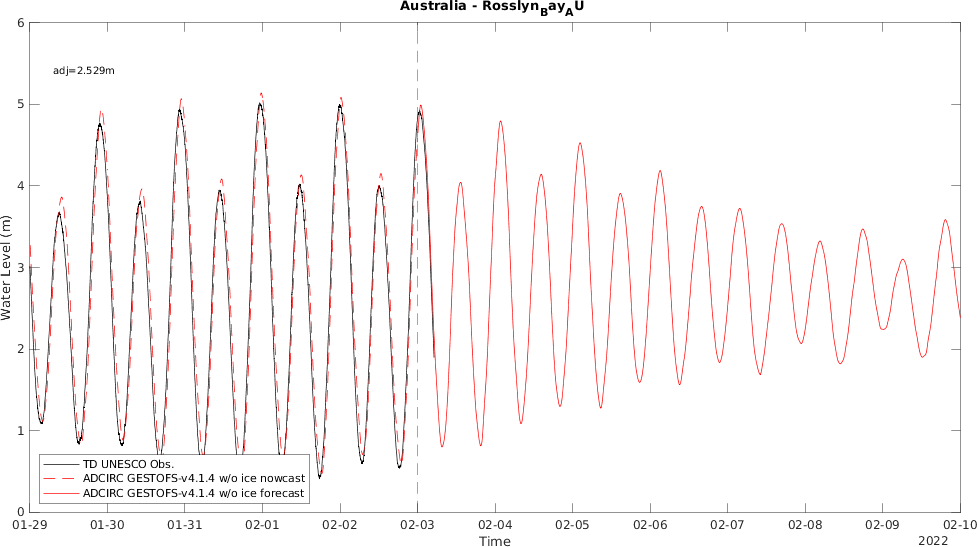 Australia - RosslynBayAU
6
adj=2.529m
5
4
3
2
1
0
Water Level (m)
TD UNESCO Obs.
ADCIRC GESTOFS-v4.1.4 w/o ice nowcast
ADCIRC GESTOFS-v4.1.4 w/o ice forecast
01-29 01-30 01-31 02-01 02-02 02-03 02-04 02-05 02-06 02-07 02-08 02-09 02-10
Time
2022